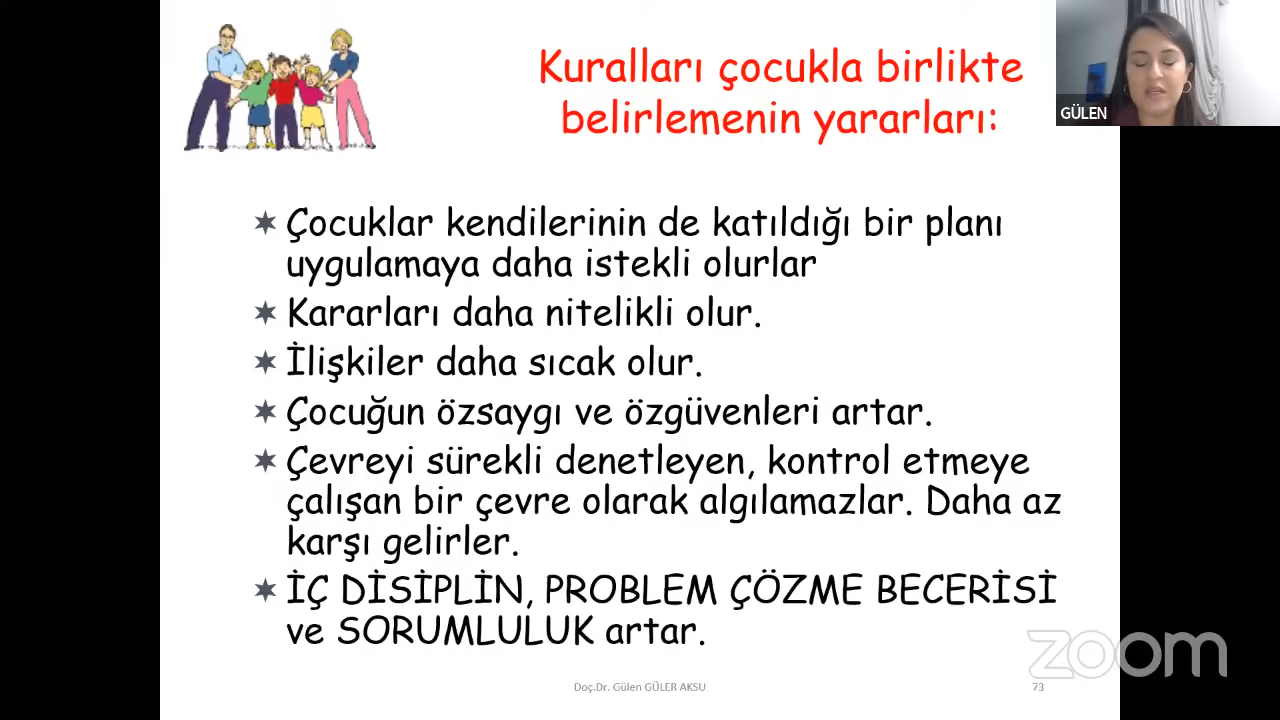 Kuralları çocukla birlikte
belirlemenin yararları:
GÜLEN
✶ Çocuklar kendilerinin de katıldığı bir planı
uygulamaya daha istekli olurlar
✶ Kararları daha nitelikli olur.
✶ İlişkiler daha sıcak olur.
✶ Çocuğun özsaygı ve özgüvenleri artar.
✶ Çevreyi sürekli denetleyen, kontrol etmeye
çalışan bir çevre olarak algılamazlar. Daha az
karşı gelirler.
✶ İÇ DİSİPLİN, PROBLEM ÇÖZME BECERİSİ
ve SORUMLULUK artar.
zoom
Doç.Dr. Gülen GÜLER AKSU
73